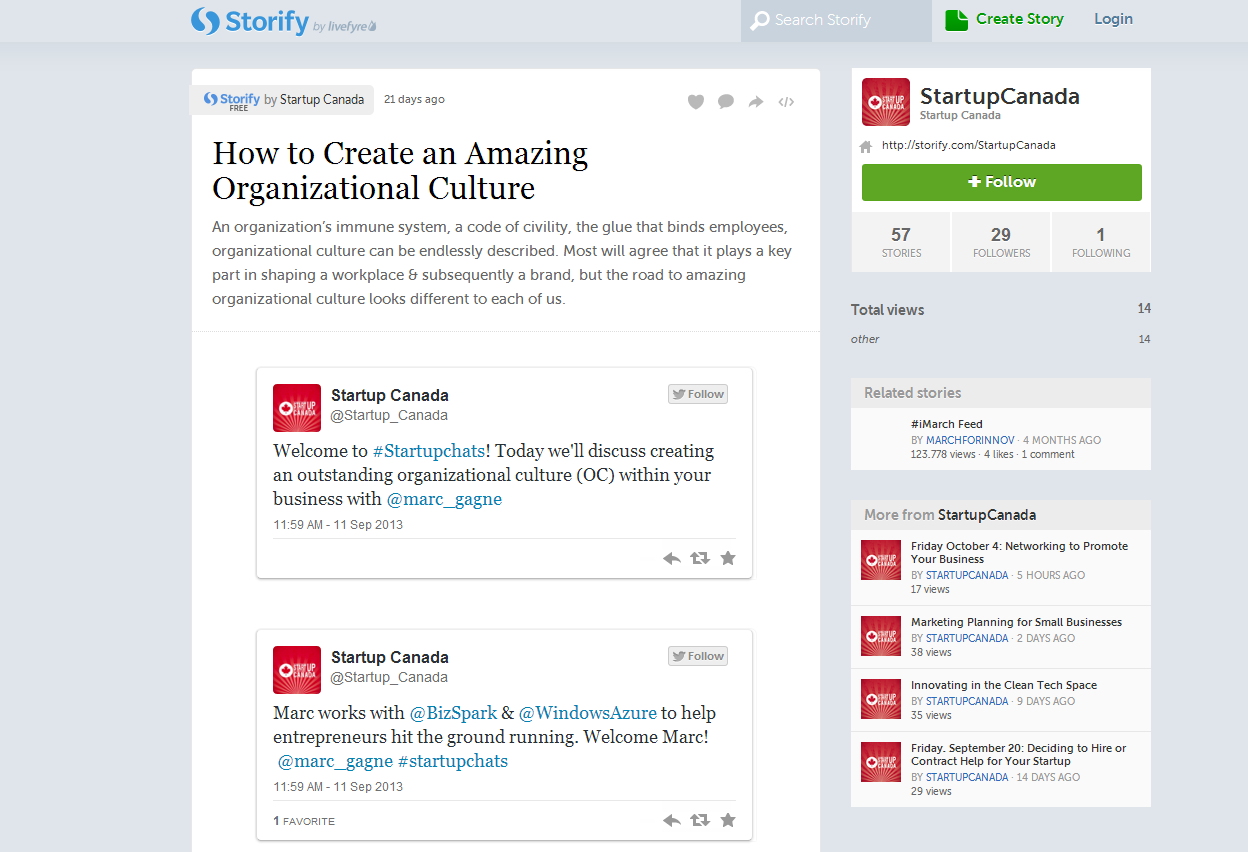 Storify by livefyre
Search Storify
Create Story
Login
Storify by Startup Canada
FREE
21 days ago
How to Create an Amazing
Organizational Culture
An organization’s immune system, a code of civility, the glue that binds employees,
organizational culture can be endlessly described. Most will agree that it plays a key
part in shaping a workplace & subsequently a brand, but the road to amazing
organizational culture looks different to each of us.
STARTUP
CANADA
Startup Canada
@Startup_Canada
Follow
Welcome to #Startupchats! Today we'll discuss creating
an outstanding organizational culture (OC) within your
business with @marc_gagne
11:59 AM - 11 Sep 2013
STARTUP
CANADA
Startup Canada
@Startup_Canada
Follow
Marc works with @BizSpark & @WindowsAzure to help
entrepreneurs hit the ground running. Welcome Marc!
@marc_gagne #startupchats
11:59 AM - 11 Sep 2013
1 FAVORITE
STARTUP
CANADA
StartupCanada
Startup Canada
http://storify.com/StartupCanada
+ Follow
57
STORIES
29
FOLLOWERS
1
FOLLOWING
Total views 14
other 14
Related stories
#iMarch Feed
BY MARCHFORINNOV · 4 MONTHS AGO
123.778 views · 4 likes · 1 comment
More from StartupCanada
STARTUP
CANADA
Friday October 4: Networking to Promote
Your Business
BY STARTUPCANADA · 5 HOURS AGO
17 views
STARTUP
CANADA
Marketing Planning for Small Businesses
BY STARTUPCANADA · 2 DAYS AGO
38 views
STARTUP
CANADA
Innovating in the Clean Tech Space
BY STARTUPCANADA · 9 DAYS AGO
35 views
STARTUP
CANADA
Friday. September 20: Deciding to Hire or
Contract Help for Your Startup
BY STARTUPCANADA · 14 DAYS AGO
29 views